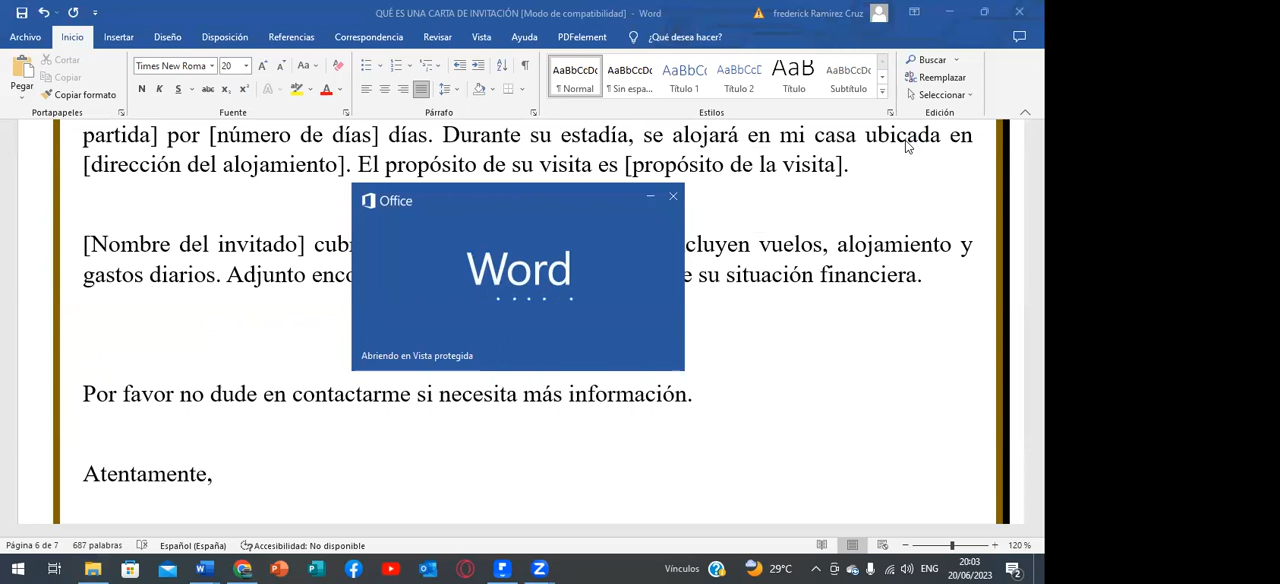 QUÈ ES UNA CARTA DE INVITACIÓN [Modo de compatibilidad] - Word
frederick Ramirez Cruz
Archivo Inicio Insertar Diseño Disposición Referencias Correspondencia Revisar Vista Ayuda PDFelement ¿Qué desea hacer?
Pegar
Cortar
Copiar
Copiar formato
Portapapeles
Times New Roma 20
N K S abc x₂ x²
Fuente
Párrafo
AaBbCcDc AaBbCcDc AaBbC AaBbCcD AaB AaBbCcD
¶ Normal ¶ Sin espa... Título 1 Título 2 Título Subtítulo
Estilos
Buscar
Reemplazar
Seleccionar
Edición
partida] por [número de días] días. Durante su estadía, se alojará en mi casa ubicada en
[dirección del alojamiento]. El propósito de su visita es [propósito de la visita].
Office
[Nombre del invitado] cubr cluyen vuelos, alojamiento y
Word
gastos diarios. Adjunto enco e su situación financiera.
Abriendo en Vista protegida
Por favor no dude en contactarme si necesita más información.
Atentamente,
Página 6 de 7 687 palabras Español (España) Accesibilidad: No disponible 120 %
Vínculos 29°C ENG 20:03
20/06/2023